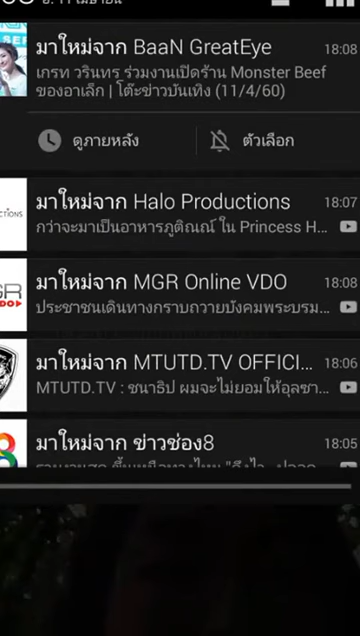 มาใหม่จาก BaaN GreatEye 18:08
เกรท วรินทร ร่วมงานเปิดร้าน Monster Beef
ของอาเล็ก | โต๊ะข่าวบันเทิง (11/4/60)
ดูภายหลัง ตัวเลือก
มาใหม่จาก Halo Productions 18:07
กว่าจะมาเป็นอาหารภูติณณ์ ใน Princess H...
มาใหม่จาก MGR Online VDO 18:08
ประชาชนเดินทางกราบถวายบังคมพระบรม...
มาใหม่จาก MTUTD.TV OFFICI... 18:06
MTUTD.TV : ชนาธิป ผมจะไม่ยอมให้อุลซา...
มาใหม่จาก ข่าวช่อง8 18:05